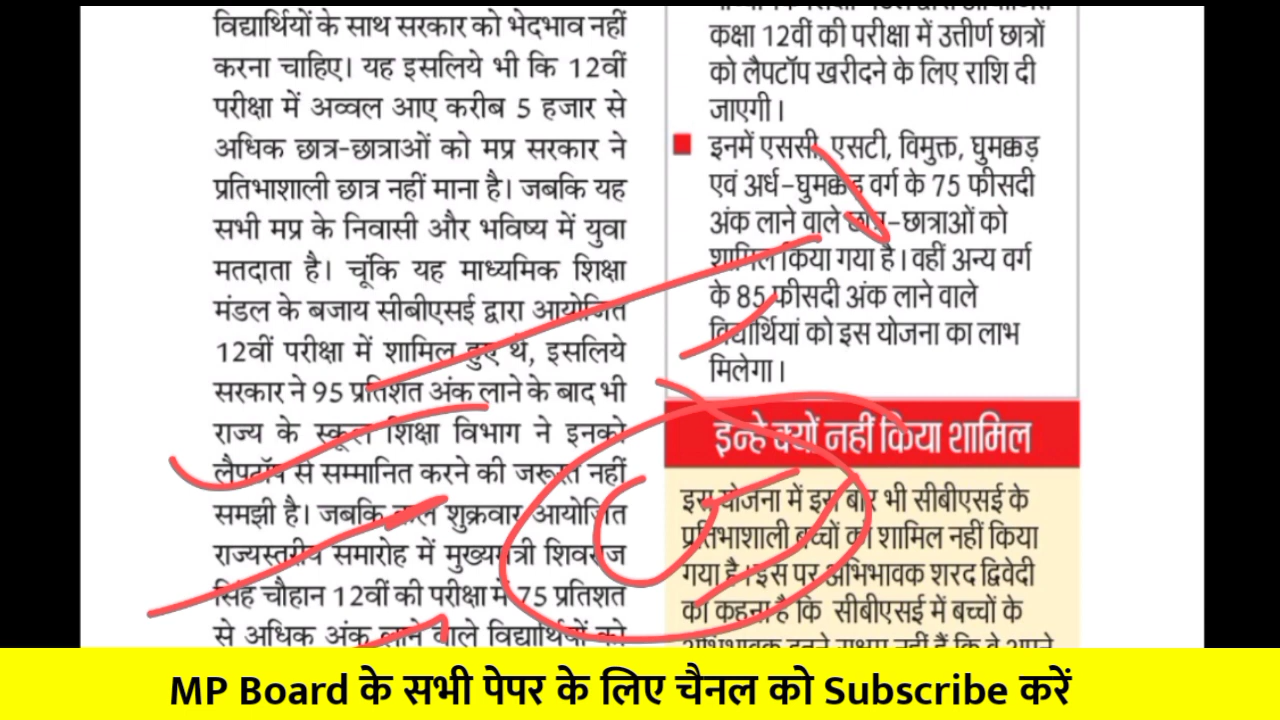 विद्यार्थियों के साथ सरकार को भेदभाव नहीं
करना चाहिए। यह इसलिये भी कि 12वीं
परीक्षा में अव्वल आए करीब 5 हजार से
अधिक छात्र-छात्राओं को मप्र सरकार ने
प्रतिभाशाली छात्र नहीं माना है। जबकि यह
सभी मप्र के निवासी और भविष्य में युवा
मतदाता है। चूंकि यह माध्यमिक शिक्षा
मंडल के बजाय सीबीएसई द्वारा आयोजित
12वीं परीक्षा में शामिल हुए थे, इसलिये
सरकार ने 95 प्रतिशत अंक लाने के बाद भी
राज्य के स्कूल शिक्षा विभाग ने इनको
लैपटॉप से सम्मानित करने की जरूरत नहीं
समझी है। जबकि कल शुक्रवार आयोजित
राज्यस्तरीय समारोह में मुख्यमंत्री शिवराज
सिंह चौहान 12वीं की परीक्षा में 75 प्रतिशत
से अधिक अंक लाने वाले विद्यार्थियों को
कक्षा 12वीं की परीक्षा में उत्तीर्ण छात्रों
को लैपटॉप खरीदने के लिए राशि दी
जाएगी।
इनमें एससी, एसटी, विमुक्त, घुमक्कड़
एवं अर्ध-घुमक्कड़ वर्ग के 75 फीसदी
अंक लाने वाले छात्र-छात्राओं को
शामिल किया गया है। वहीं अन्य वर्ग
के 85 फीसदी अंक लाने वाले
विद्यार्थियां को इस योजना का लाभ
मिलेगा।
इन्हे क्यों नहीं किया शामिल
इस योजना में इस बार भी सीबीएसई के
प्रतिभाशाली बच्चों को शामिल नहीं किया
गया है। इस पर अभिभावक शरद द्विवेदी
का कहना है कि सीबीएसई में बच्चों के
MP Board के सभी पेपर के लिए चैनल को Subscribe करें